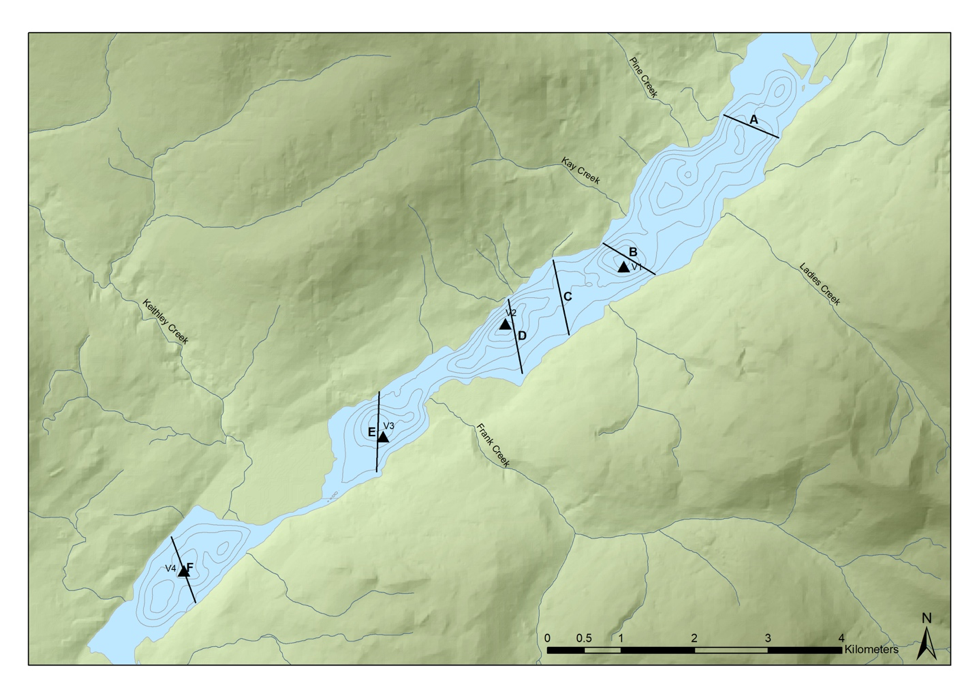 Pine Creek
A
Kay Creek
B
V1
Ladies Creek
C
V2
D
Keithley Creek
E
V3
Frank Creek
V4
F
N
0 0.5 1 2 3 4
Kilometers